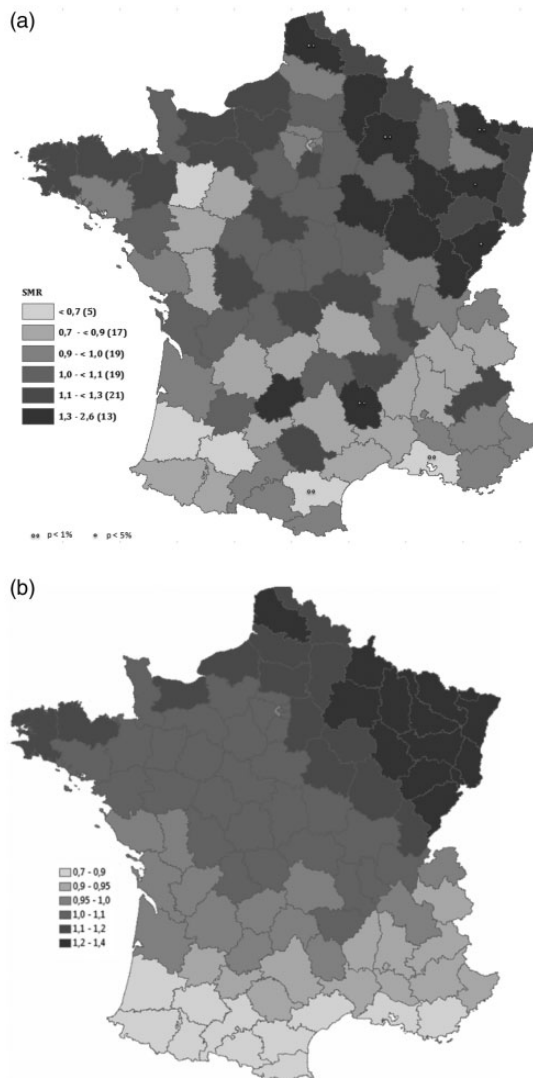 (a)
SMR
< 0,7 (5)
0,7 - < 0,9 (17)
0,9 - < 1,0 (19)
1,0 - < 1,1 (19)
1,1 - < 1,3 (21)
1,3 - 2,6 (13)
** p < 1% * p < 5%
(b)
0,7 - 0,9
0,9 - 0,95
0,95 - 1,0
1,0 - 1,1
1,1 - 1,2
1,2 - 1,4